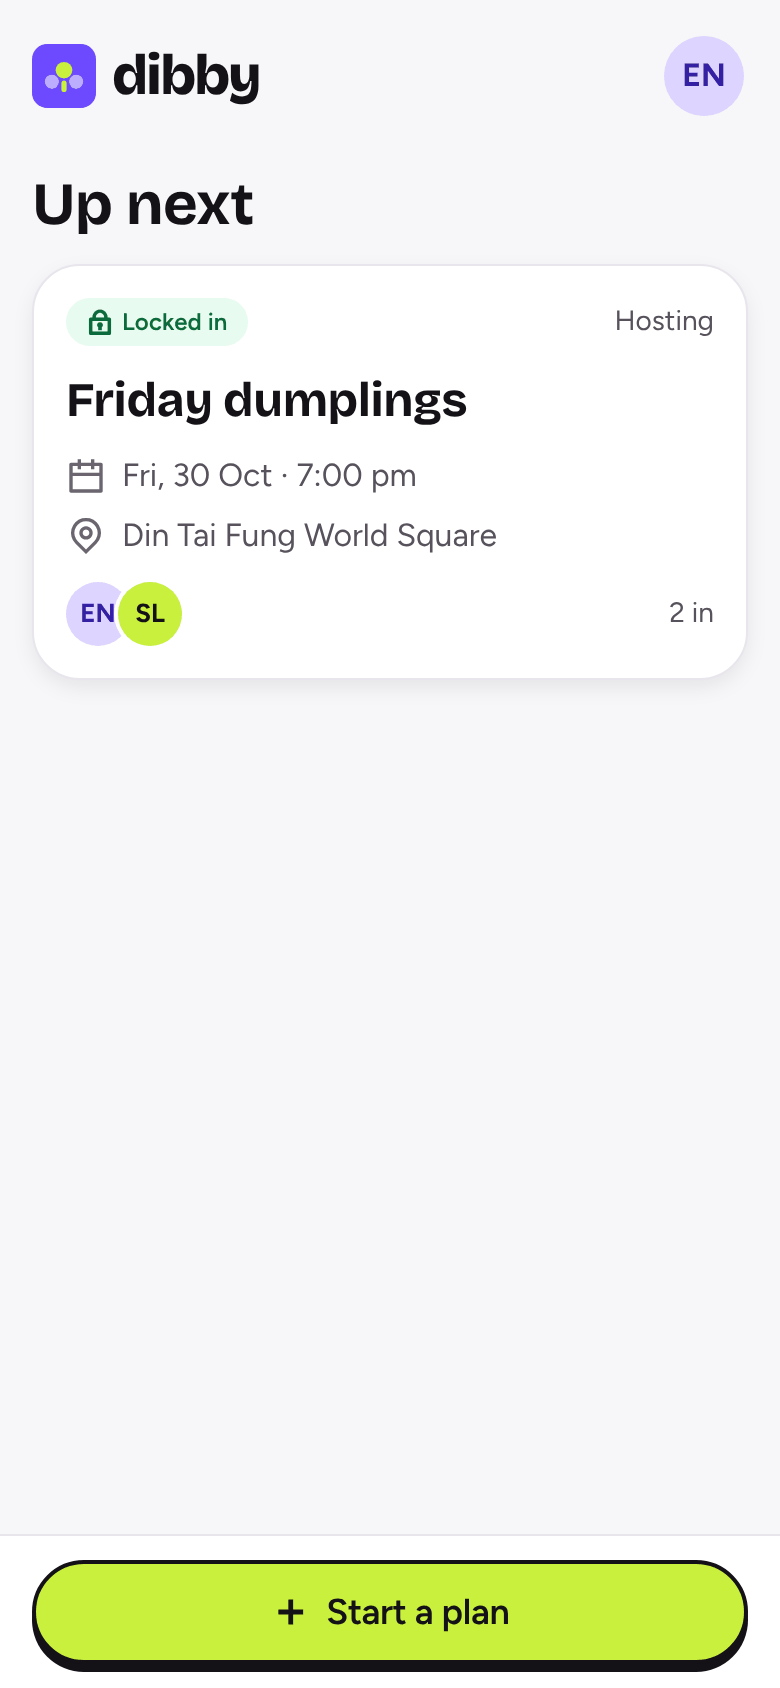 dibby
EN
Up next
Locked in
Hosting
Friday dumplings
Fri, 30 Oct · 7:00 pm
Din Tai Fung World Square
EN SL
2 in
+ Start a plan